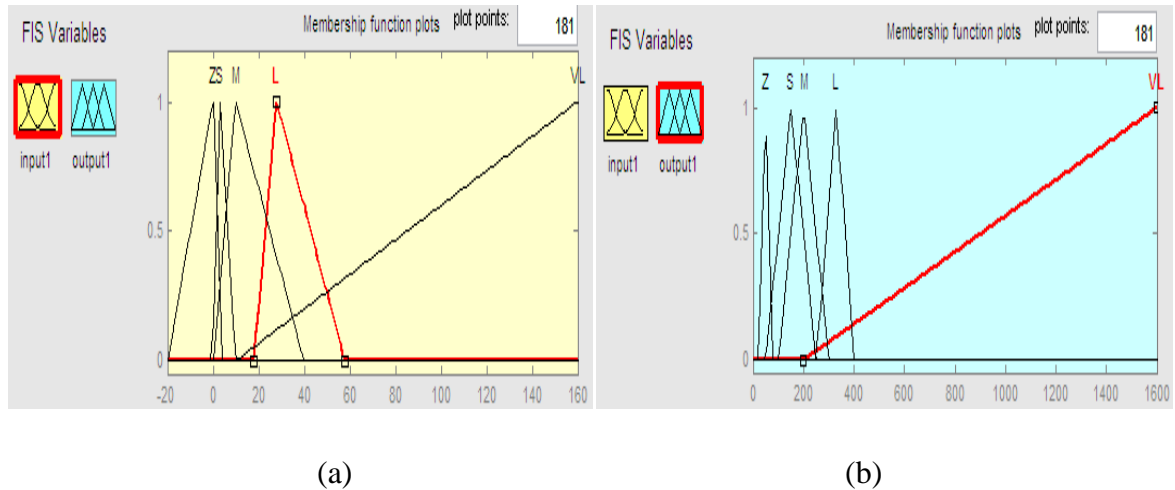 FIS Variables
Membership function plots plot points: 181
Z S M L VL
1
0.5
0
input1 output1
-20 0 20 40 60 80 100 120 140 160
(a)
FIS Variables
Membership function plots plot points: 181
Z S M L VL
1
0.5
0
input1 output1
0 200 400 600 800 1000 1200 1400 1600
(b)